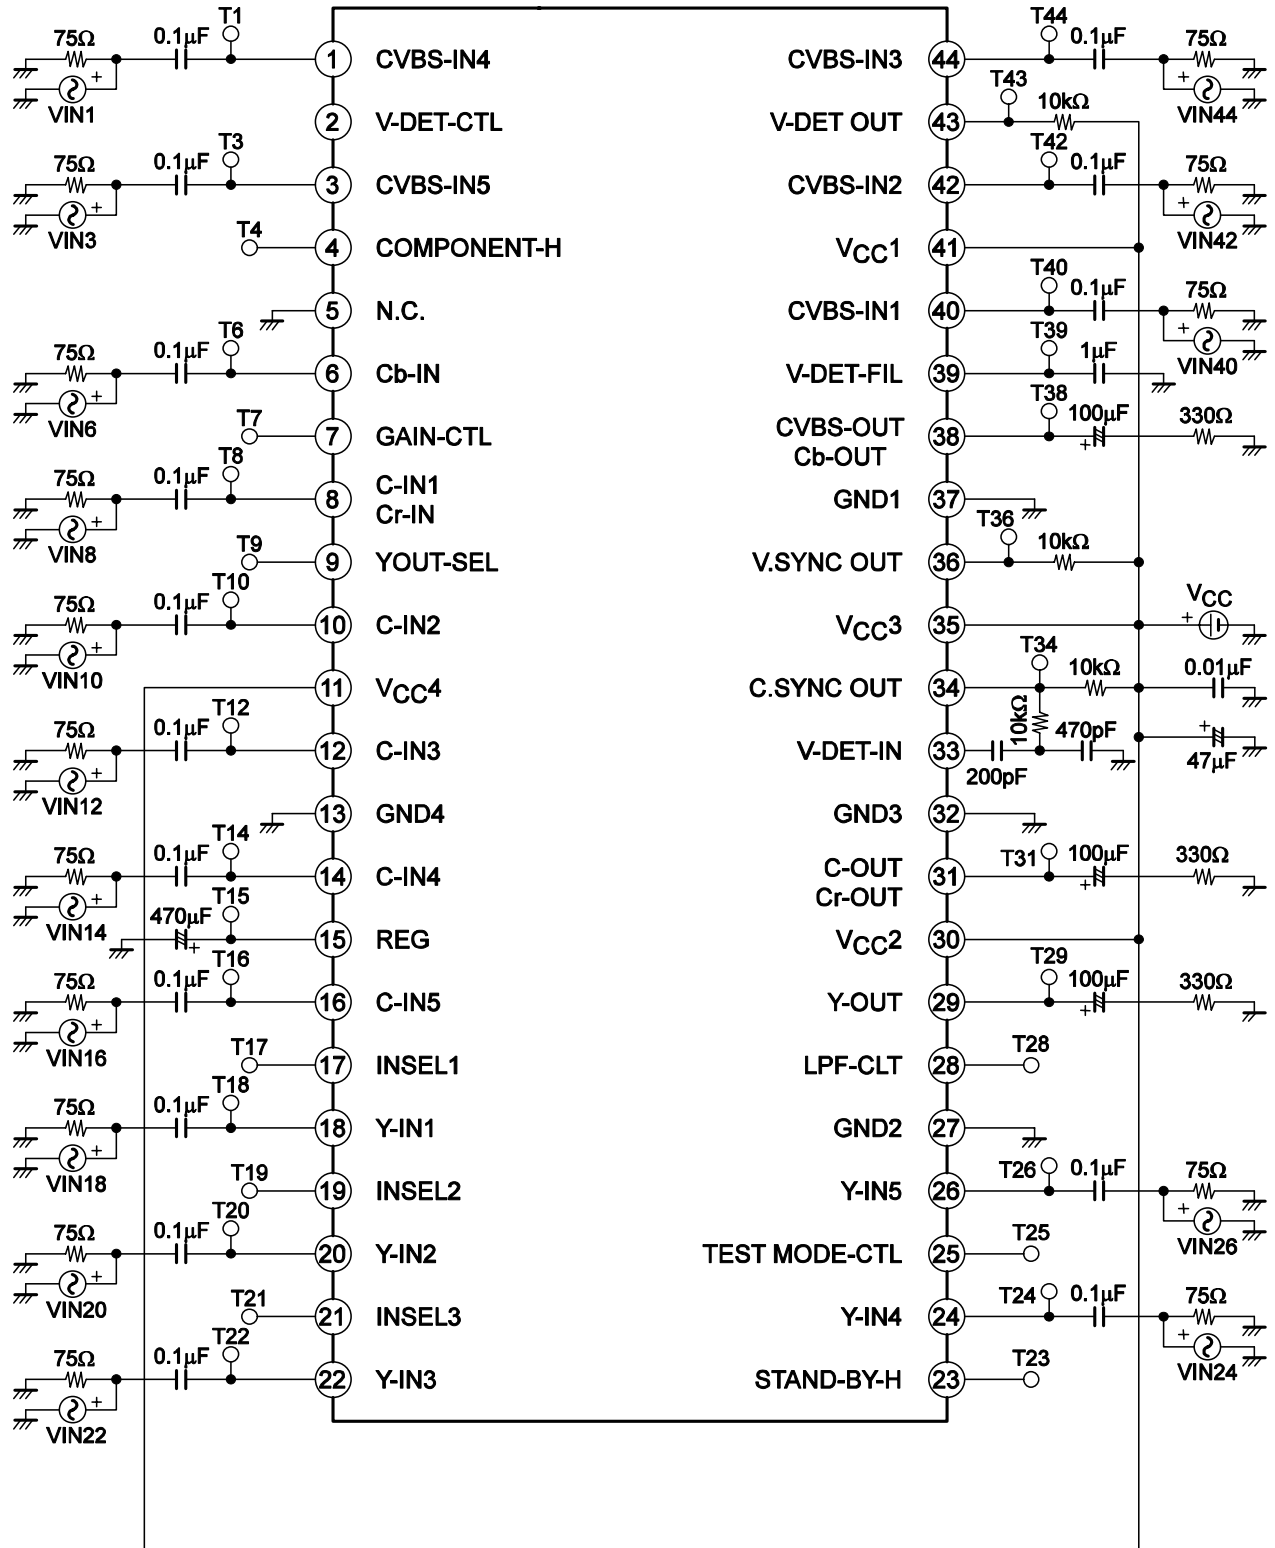 T1
0.1µF
75Ω
+
VIN1
1
CVBS-IN4
2
V-DET-CTL
T3
0.1µF
75Ω
+
VIN3
3
CVBS-IN5
T4
4
COMPONENT-H
5
N.C.
T6
0.1µF
75Ω
+
VIN6
6
Cb-IN
T7
7
GAIN-CTL
T8
0.1µF
75Ω
+
VIN8
8
C-IN1
Cr-IN
T9
9
YOUT-SEL
T10
0.1µF
75Ω
+
VIN10
10
C-IN2
11
VCC4
T12
0.1µF
75Ω
+
VIN12
12
C-IN3
13
GND4
T14
0.1µF
75Ω
+
VIN14
14
C-IN4
T15
470µF
+
15
REG
T16
0.1µF
75Ω
+
VIN16
16
C-IN5
T17
17
INSEL1
T18
0.1µF
75Ω
+
VIN18
18
Y-IN1
T19
19
INSEL2
T20
0.1µF
75Ω
+
VIN20
20
Y-IN2
T21
21
INSEL3
T22
0.1µF
75Ω
+
VIN22
22
Y-IN3
CVBS-IN3
44
T44
0.1µF
75Ω
+
VIN44
V-DET OUT
43
T43
10kΩ
CVBS-IN2
42
T42
0.1µF
75Ω
+
VIN42
VCC1
41
CVBS-IN1
40
T40
0.1µF
75Ω
+
VIN40
V-DET-FIL
39
T39
1µF
CVBS-OUT
Cb-OUT
38
T38
100µF
+
330Ω
GND1
37
V.SYNC OUT
36
T36
10kΩ
VCC3
35
VCC
+
C.SYNC OUT
34
T34
10kΩ
0.01µF
10kΩ
V-DET-IN
33
200pF
470pF
+
47µF
GND3
32
C-OUT
Cr-OUT
31
T31
100µF
+
330Ω
VCC2
30
Y-OUT
29
T29
100µF
+
330Ω
LPF-CLT
28
T28
GND2
27
Y-IN5
26
T26
0.1µF
75Ω
+
VIN26
TEST MODE-CTL
25
T25
Y-IN4
24
T24
0.1µF
75Ω
+
VIN24
STAND-BY-H
23
T23